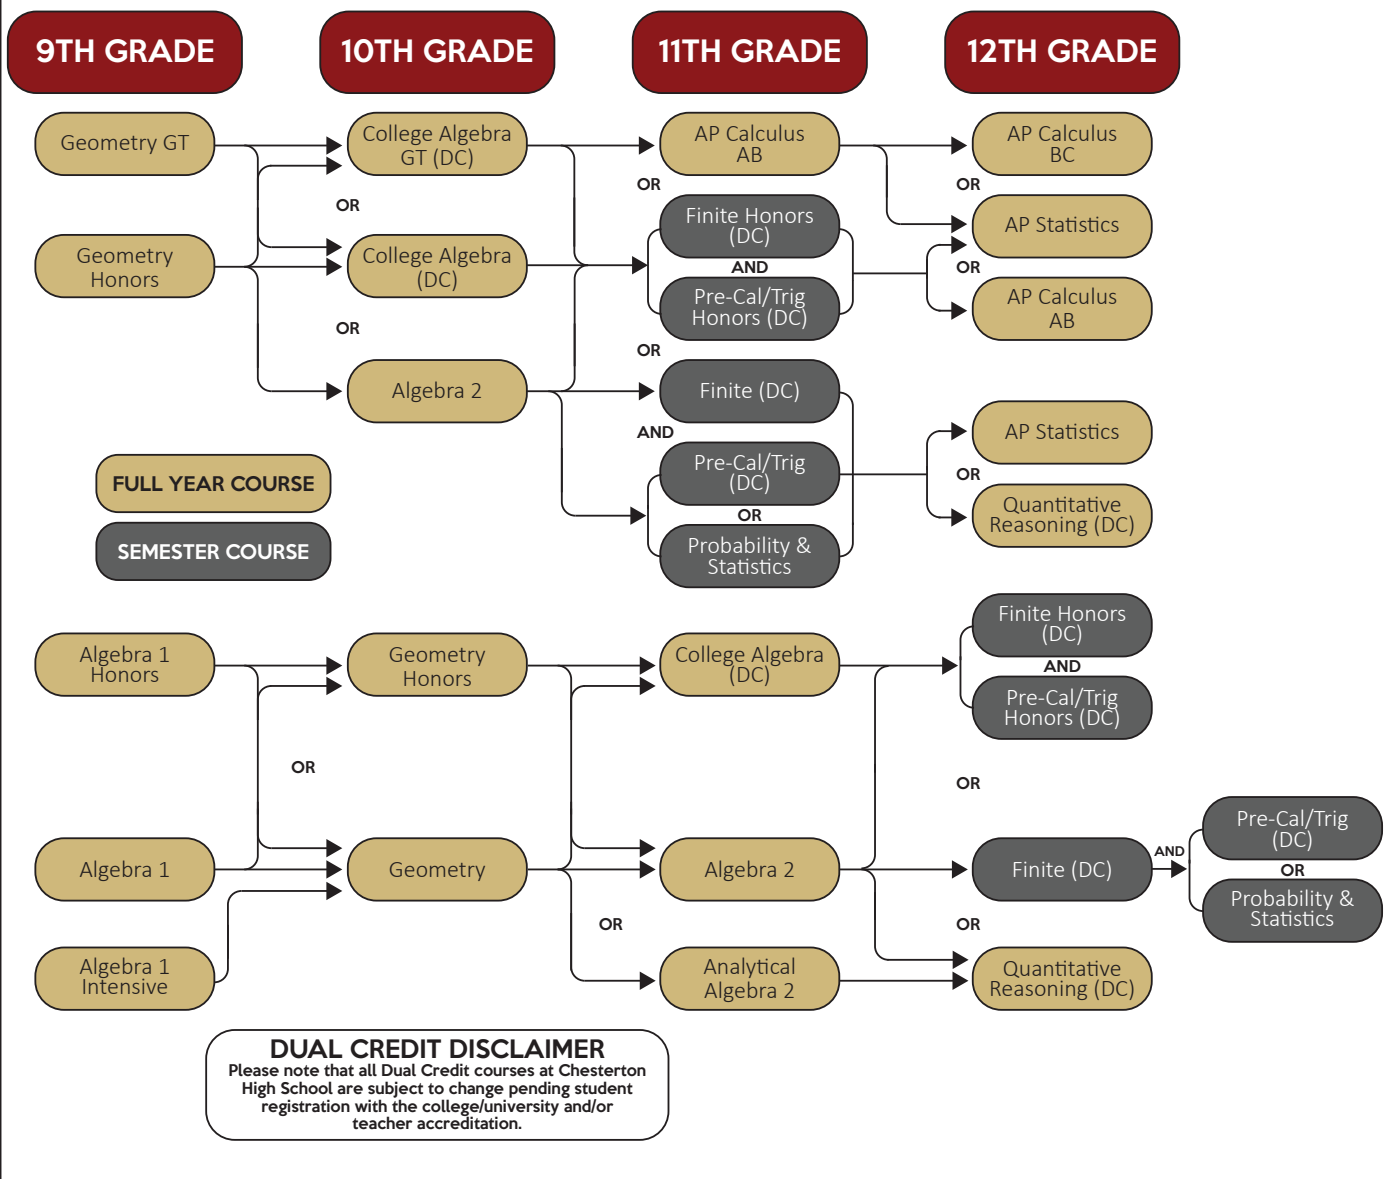 9TH GRADE
10TH GRADE
11TH GRADE
12TH GRADE
Geometry GT
College Algebra
GT (DC)
AP Calculus
AB
AP Calculus
BC
OR
OR
OR
Finite Honors
(DC)
AP Statistics
Geometry
Honors
College Algebra
(DC)
AND
OR
Pre-Cal/Trig
Honors (DC)
AP Calculus
AB
OR
OR
Algebra 2
Finite (DC)
AND
AP Statistics
Pre-Cal/Trig
(DC)
OR
FULL YEAR COURSE
OR
Quantitative
Reasoning (DC)
SEMESTER COURSE
Probability &
Statistics
Finite Honors
(DC)
Algebra 1
Honors
Geometry
Honors
College Algebra
(DC)
AND
Pre-Cal/Trig
Honors (DC)
OR
OR
Pre-Cal/Trig
(DC)
Algebra 1
Geometry
Algebra 2
Finite (DC)
AND
OR
Probability &
Statistics
OR
OR
Algebra 1
Intensive
Analytical
Algebra 2
Quantitative
Reasoning (DC)
DUAL CREDIT DISCLAIMER
Please note that all Dual Credit courses at Chesterton
High School are subject to change pending student
registration with the college/university and/or
teacher accreditation.